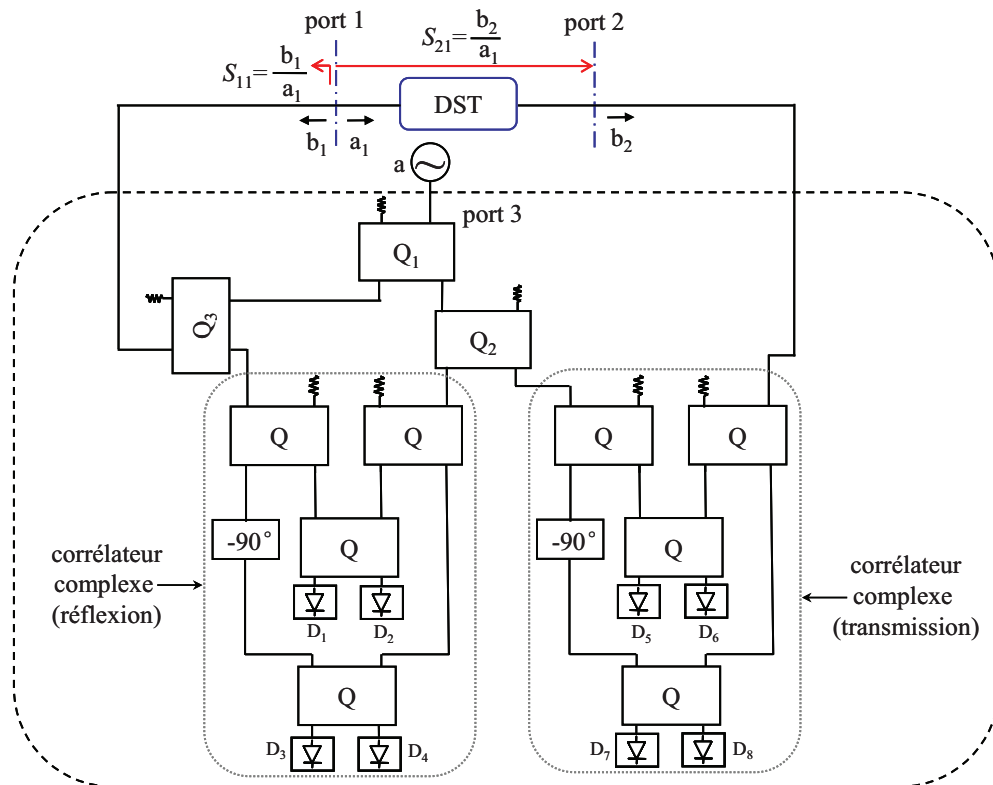 port 1
S21= b2/a1
port 2
S11= b1/a1
DST
b1
a1
b2
a
port 3
Q1
Q3
Q2
Q
Q
Q
Q
-90°
Q
-90°
Q
corrélateur
complexe
(réflexion)
corrélateur
complexe
(transmission)
D1
D2
D5
D6
Q
Q
D3
D4
D7
D8